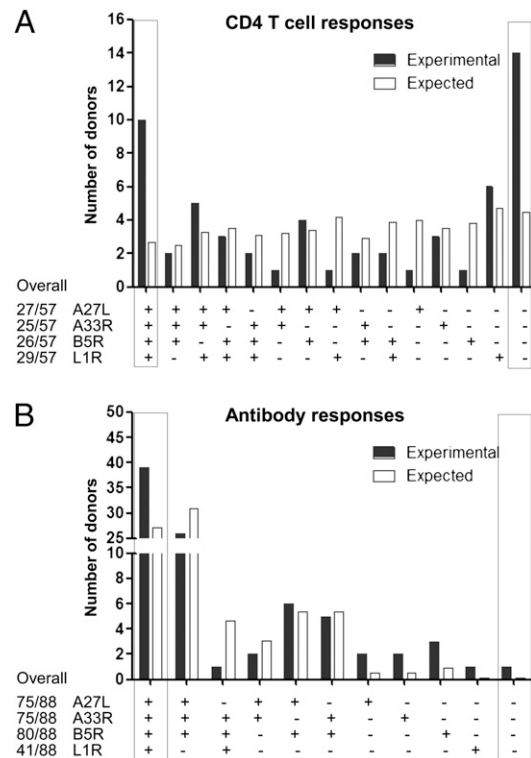 A
CD4 T cell responses
Experimental
Expected
Number of donors
16
14
12
10
8
6
4
2
0
Overall
27/57 A27L + + + + - + + + - - + - - - -
25/57 A33R + + + - + + - - + - - + - - -
26/57 B5R + + - + + - + - + + - - + - -
29/57 L1R + - + + + - - + - + - - - + -
B
Antibody responses
Experimental
Expected
Number of donors
50
45
40
35
30
25
10
8
6
4
2
0
Overall
75/88 A27L + + - + + - + - - - -
75/88 A33R + + + + - + - + - - -
80/88 B5R + + + - + + - - + - -
41/88 L1R + - + - - - - - - + -